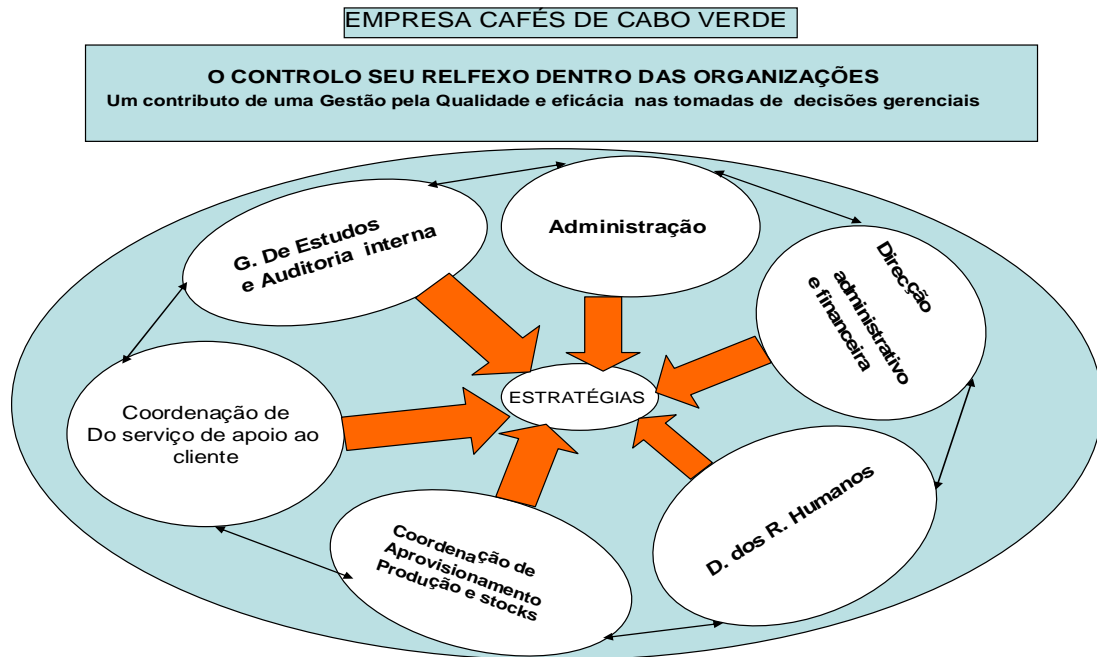 EMPRESA CAFÉS DE CABO VERDE
O CONTROLO SEU RELFEXO DENTRO DAS ORGANIZAÇÕES
Um contributo de uma Gestão pela Qualidade e eficácia nas tomadas de decisões gerenciais
G. De Estudos
e Auditoria interna
Administração
Direcção
administrativo
e financeira
ESTRATÉGIAS
Coordenação de
Do serviço de apoio ao
cliente
Coordenação de
Aprovisionamento
Produção e stocks
D. dos R. Humanos